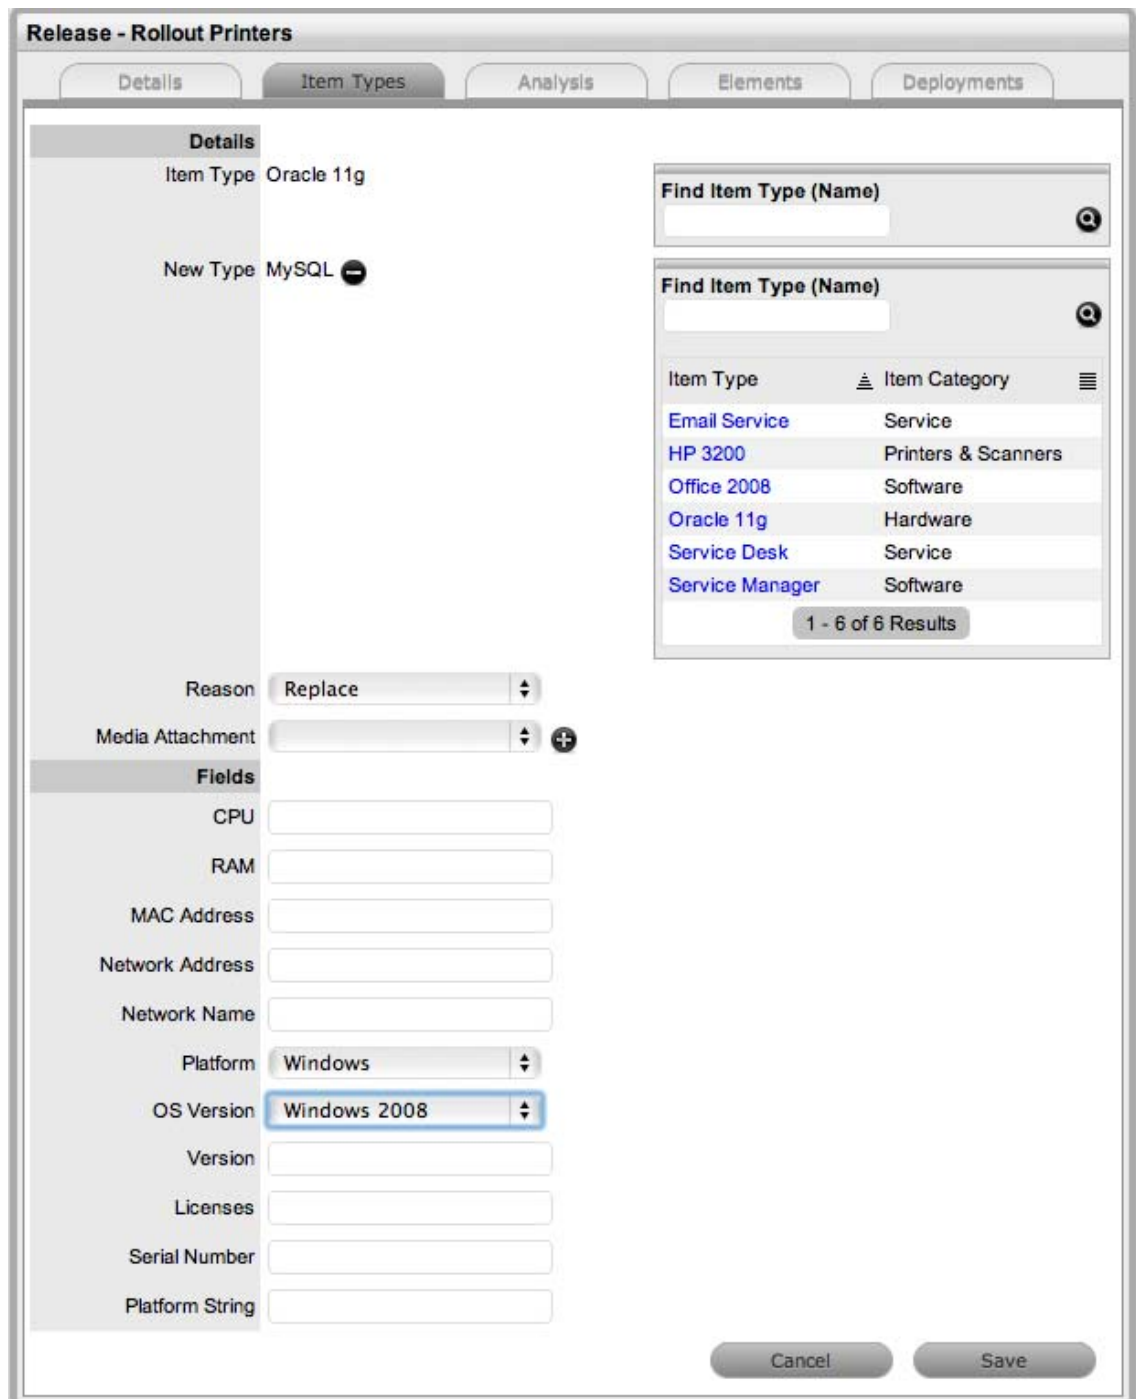 Release - Rollout Printers
Details
Item Types
Analysis
Elements
Deployments
Details
Item Type Oracle 11g
Find Item Type (Name)
New Type MySQL
Find Item Type (Name)
Item Type Item Category
Email Service Service
HP 3200 Printers & Scanners
Office 2008 Software
Oracle 11g Hardware
Service Desk Service
Service Manager Software
1 - 6 of 6 Results
Reason Replace
Media Attachment
Fields
CPU
RAM
MAC Address
Network Address
Network Name
Platform Windows
OS Version Windows 2008
Version
Licenses
Serial Number
Platform String
Cancel
Save